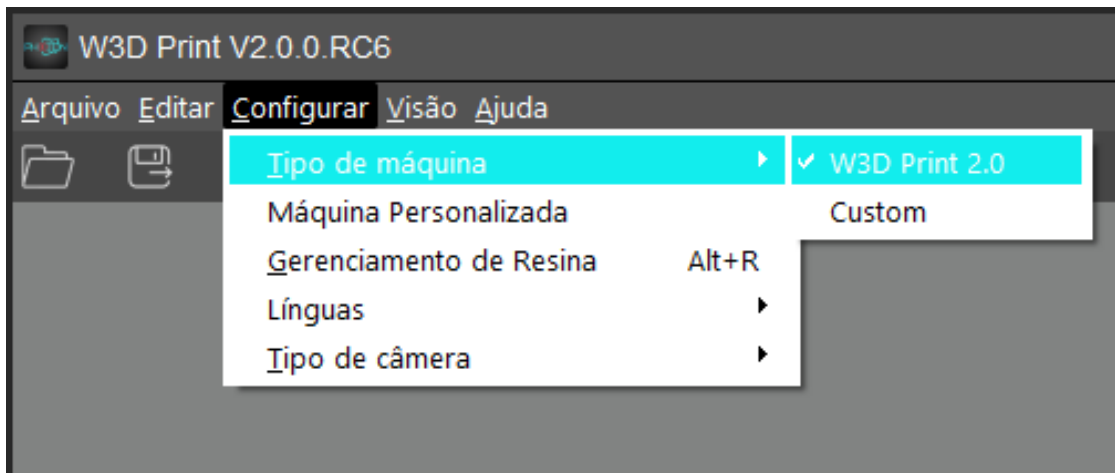 W3D Print V2.0.0.RC6
Arquivo Editar Configurar Visão Ajuda
Tipo de máquina ✓ W3D Print 2.0
Máquina Personalizada Custom
Gerenciamento de Resina Alt+R
Línguas
Tipo de câmera